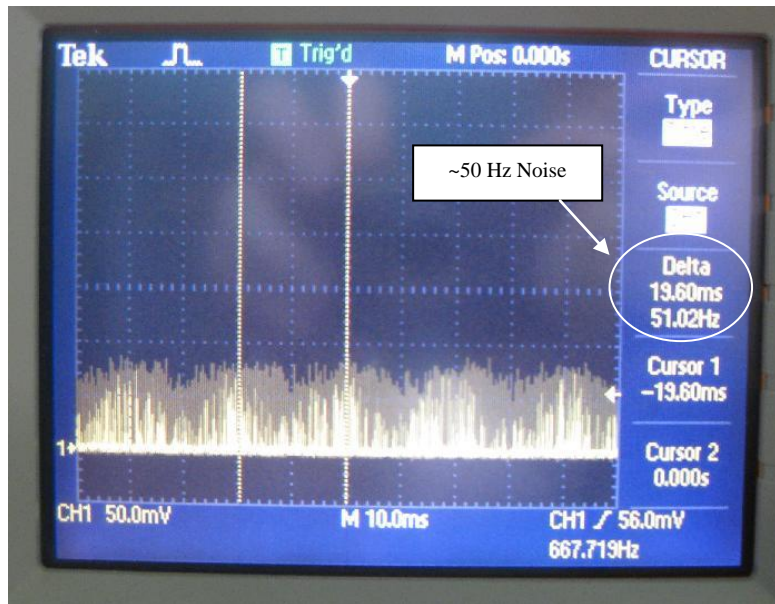 Tek T Trig'd M Pos: 0.000s CURSOR
Type
~50 Hz Noise
Source
Delta
19.60ms
51.02Hz
Cursor 1
-19.60ms
1
Cursor 2
0.000s
CH1 50.0mV M 10.0ms CH1 56.0mV
667.719Hz